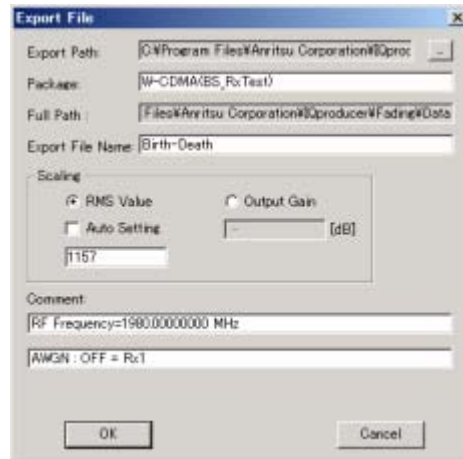 Export File
Export Path: C:¥Program Files¥Anritsu Corporation¥IQproc ...
Package: W-CDMA(BS_RxTest)
Full Path : Files¥Anritsu Corporation¥IQproducer¥Fading¥Data
Export File Name: Birth-Death
Scaling
RMS Value Output Gain
Auto Setting - [dB]
1157
Comment:
RF Frequency=1980.00000000 MHz
AWGN : OFF = Rx1
OK Cancel